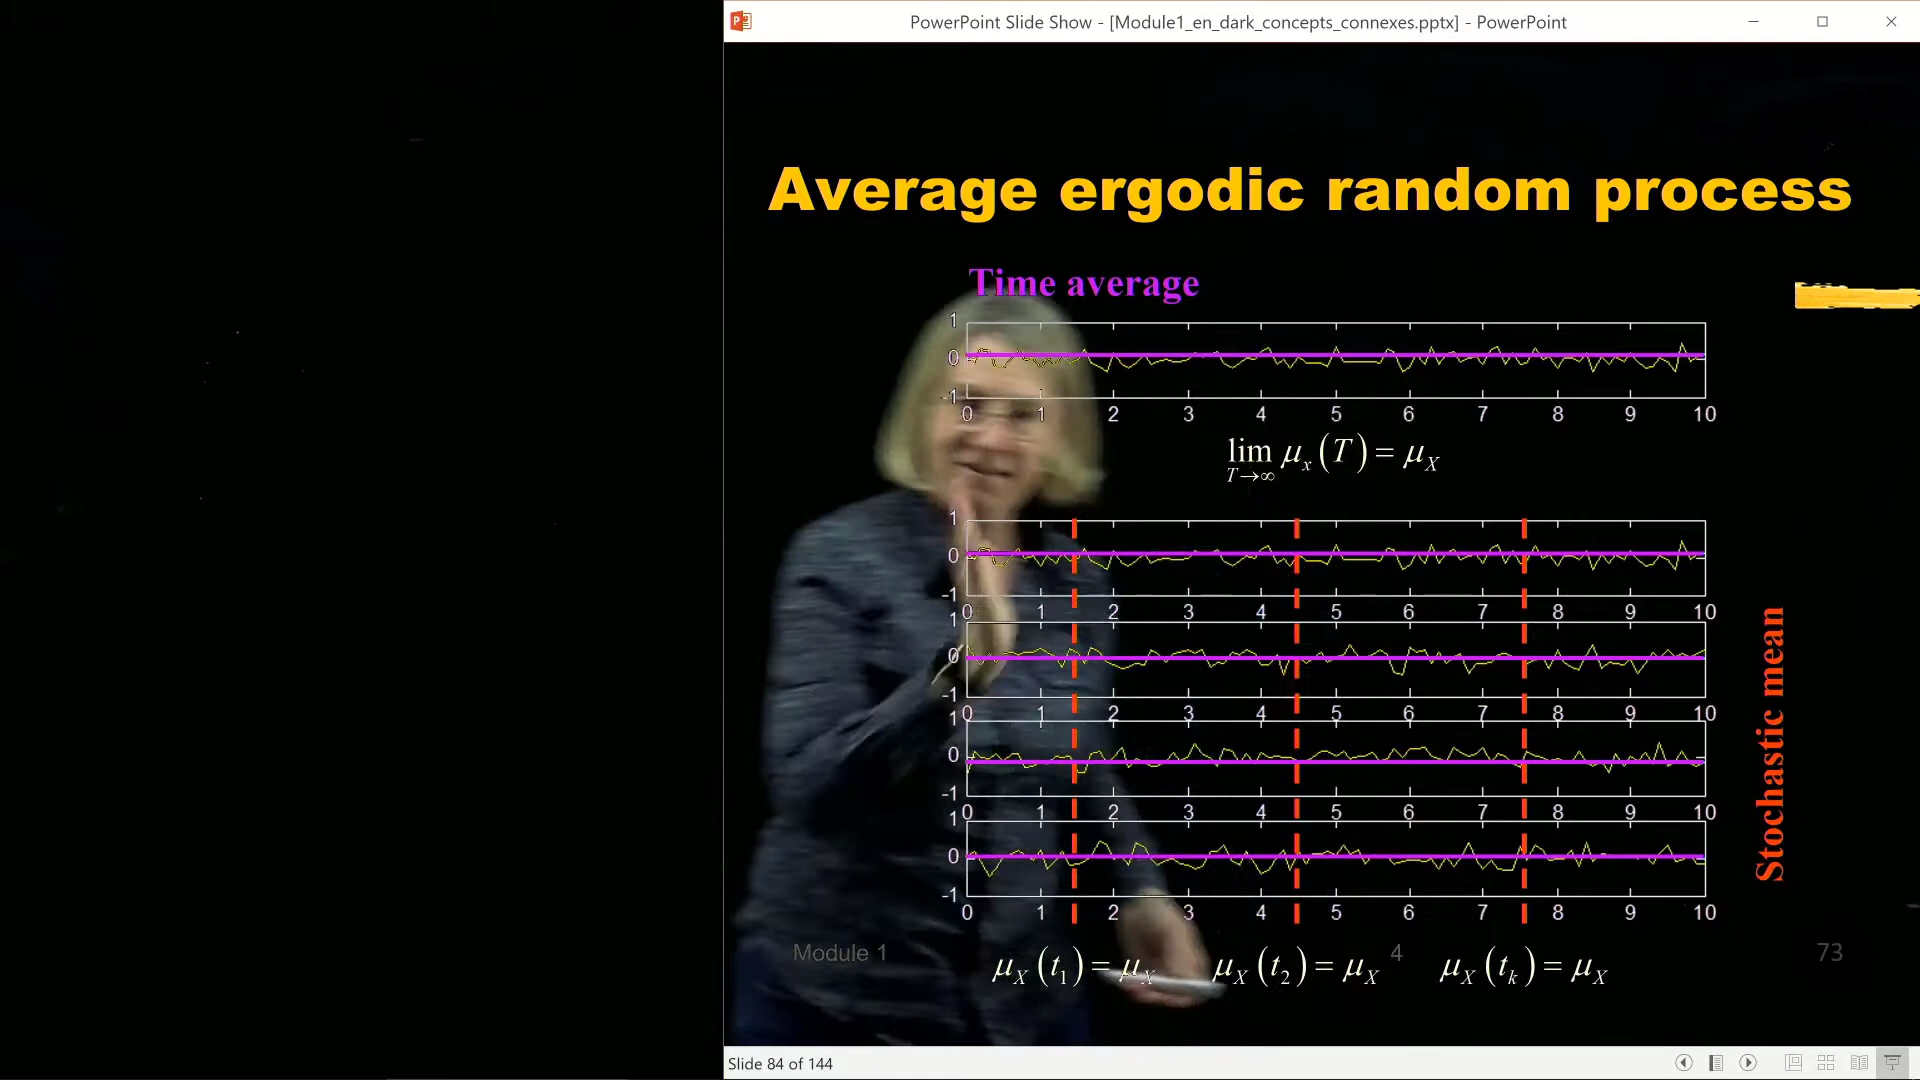 PowerPoint Slide Show - [Module1_en_dark_concepts_connexes.pptx] - PowerPoint
Average ergodic random process
Time average
1
0
-1
0 1 2 3 4 5 6 7 8 9 10
lim μx(T) = μX
T→∞
1
0
-1
0 1 2 3 4 5 6 7 8 9 10
1
0
-1
0 1 2 3 4 5 6 7 8 9 10
1
0
-1
0 1 2 3 4 5 6 7 8 9 10
1
0
-1
0 1 2 3 4 5 6 7 8 9 10
Stochastic mean
Module 1
4
73
μX(t1) = μX μX(t2) = μX μX(tk) = μX
Slide 84 of 144